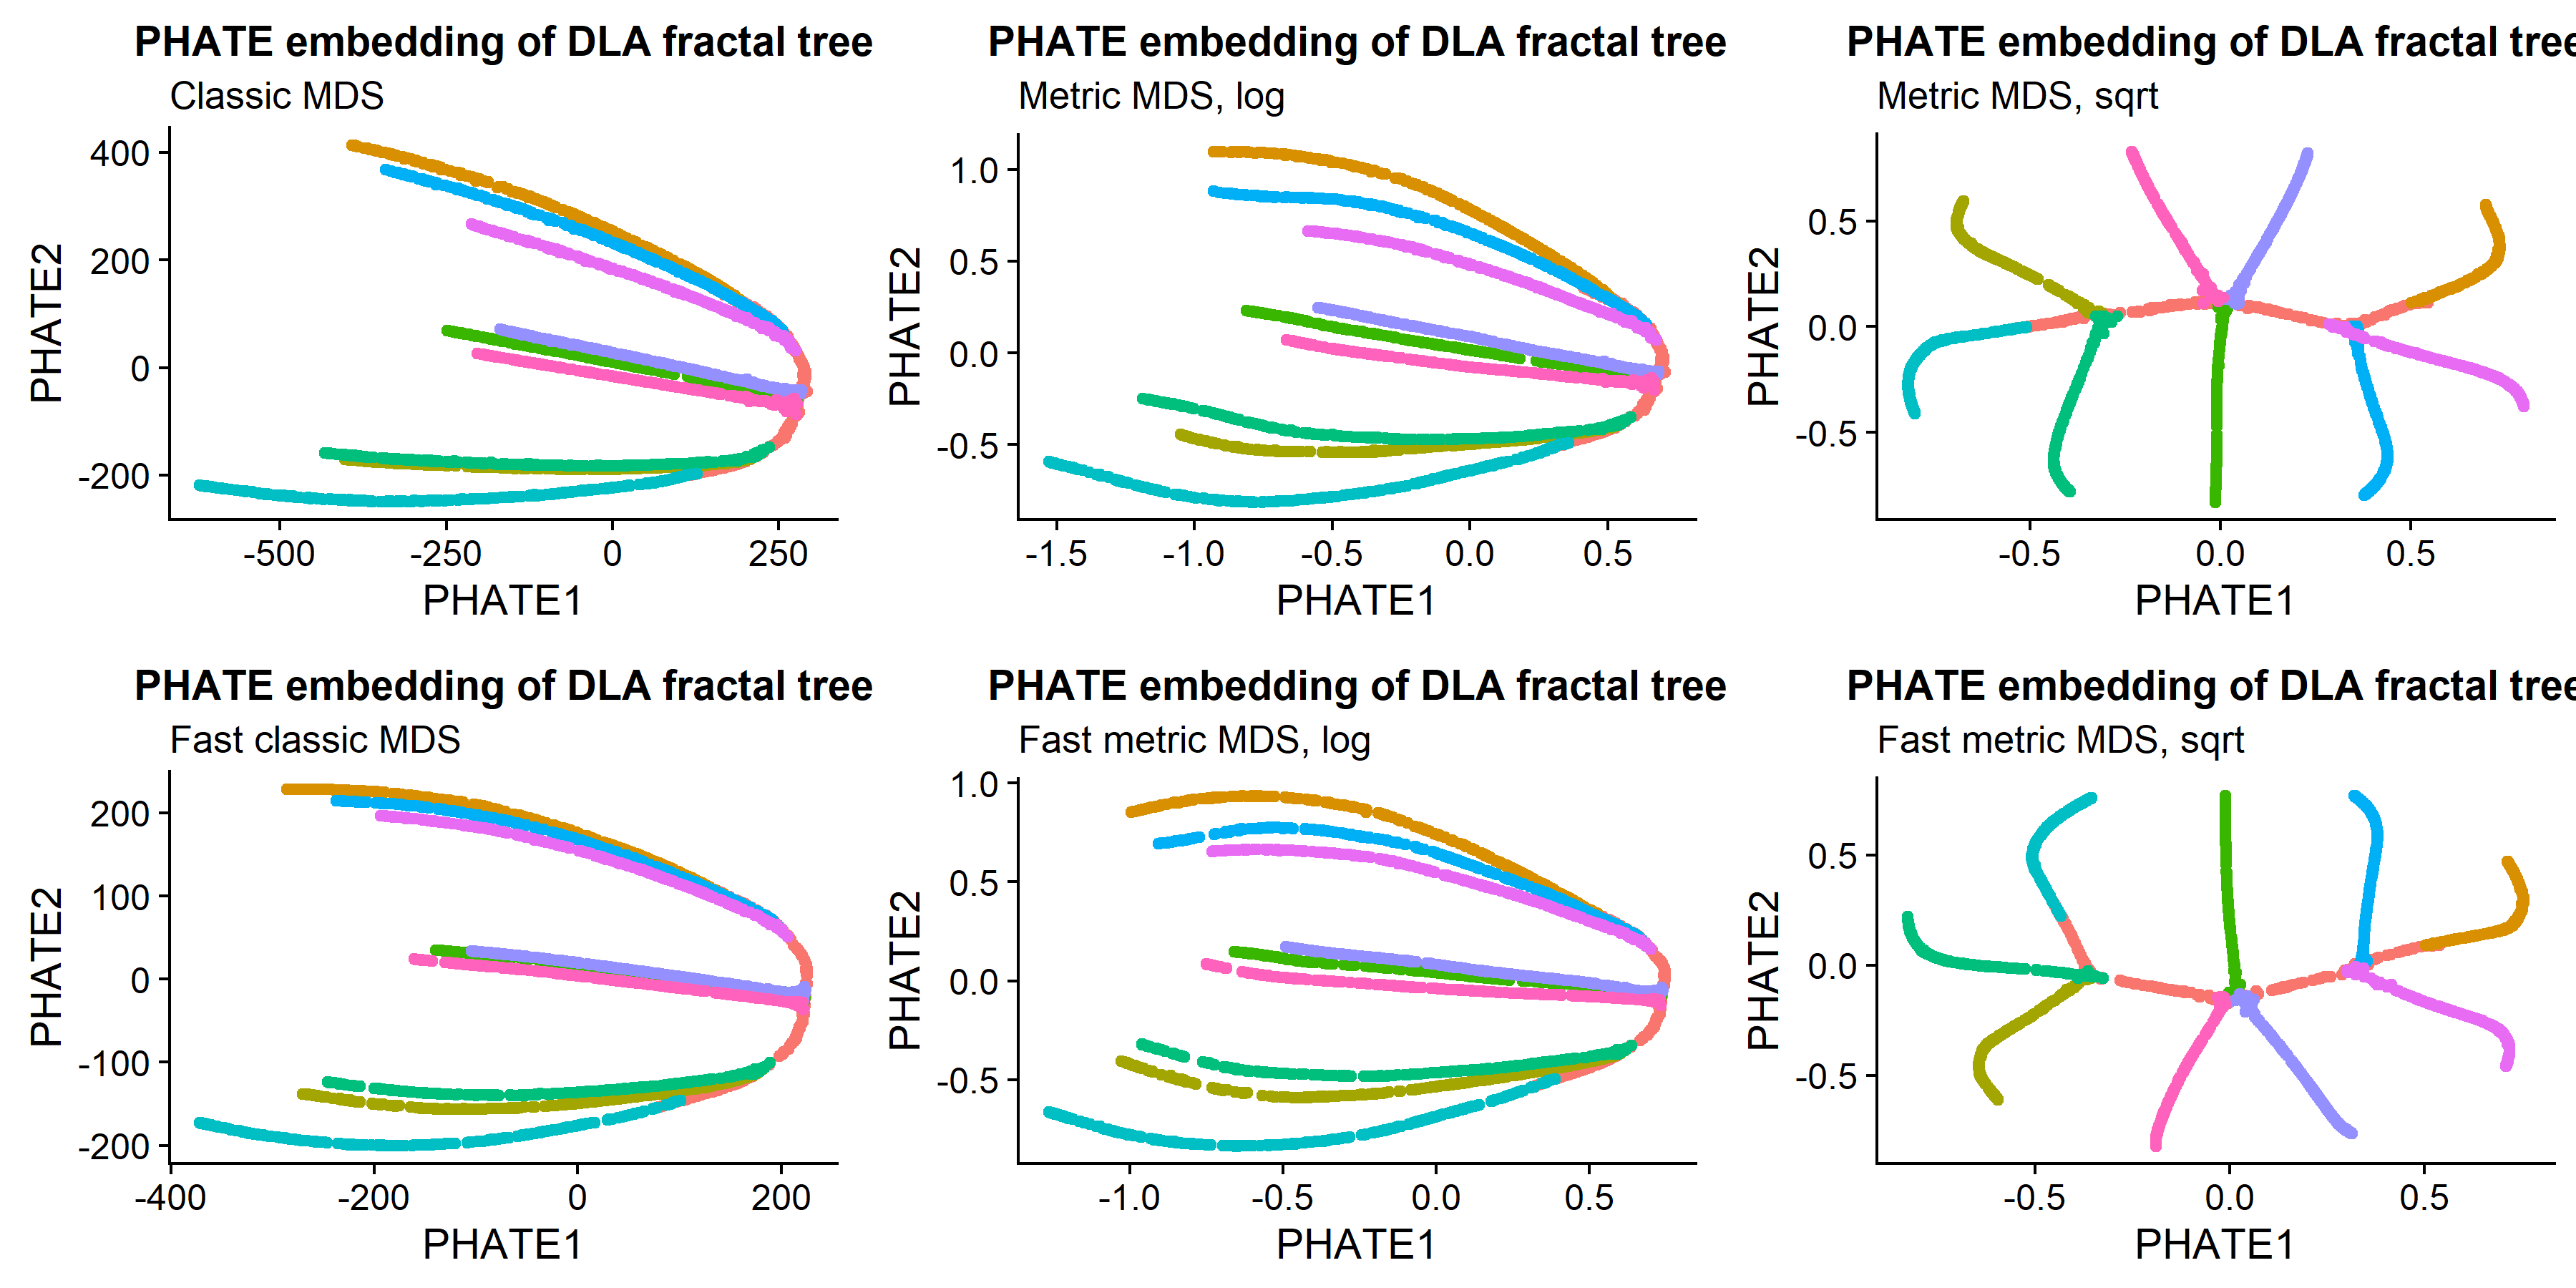 PHATE embedding of DLA fractal tree
Classic MDS
400
200
0
-200
PHATE2
-500 -250 0 250
PHATE1
PHATE embedding of DLA fractal tree
Metric MDS, log
1.0
0.5
0.0
-0.5
PHATE2
-1.5 -1.0 -0.5 0.0 0.5
PHATE1
PHATE embedding of DLA fractal tree
Metric MDS, sqrt
0.5
0.0
-0.5
PHATE2
-0.5 0.0 0.5
PHATE1
PHATE embedding of DLA fractal tree
Fast classic MDS
200
100
0
-100
-200
PHATE2
-400 -200 0 200
PHATE1
PHATE embedding of DLA fractal tree
Fast metric MDS, log
1.0
0.5
0.0
-0.5
PHATE2
-1.0 -0.5 0.0 0.5
PHATE1
PHATE embedding of DLA fractal tree
Fast metric MDS, sqrt
0.5
0.0
-0.5
PHATE2
-0.5 0.0 0.5
PHATE1